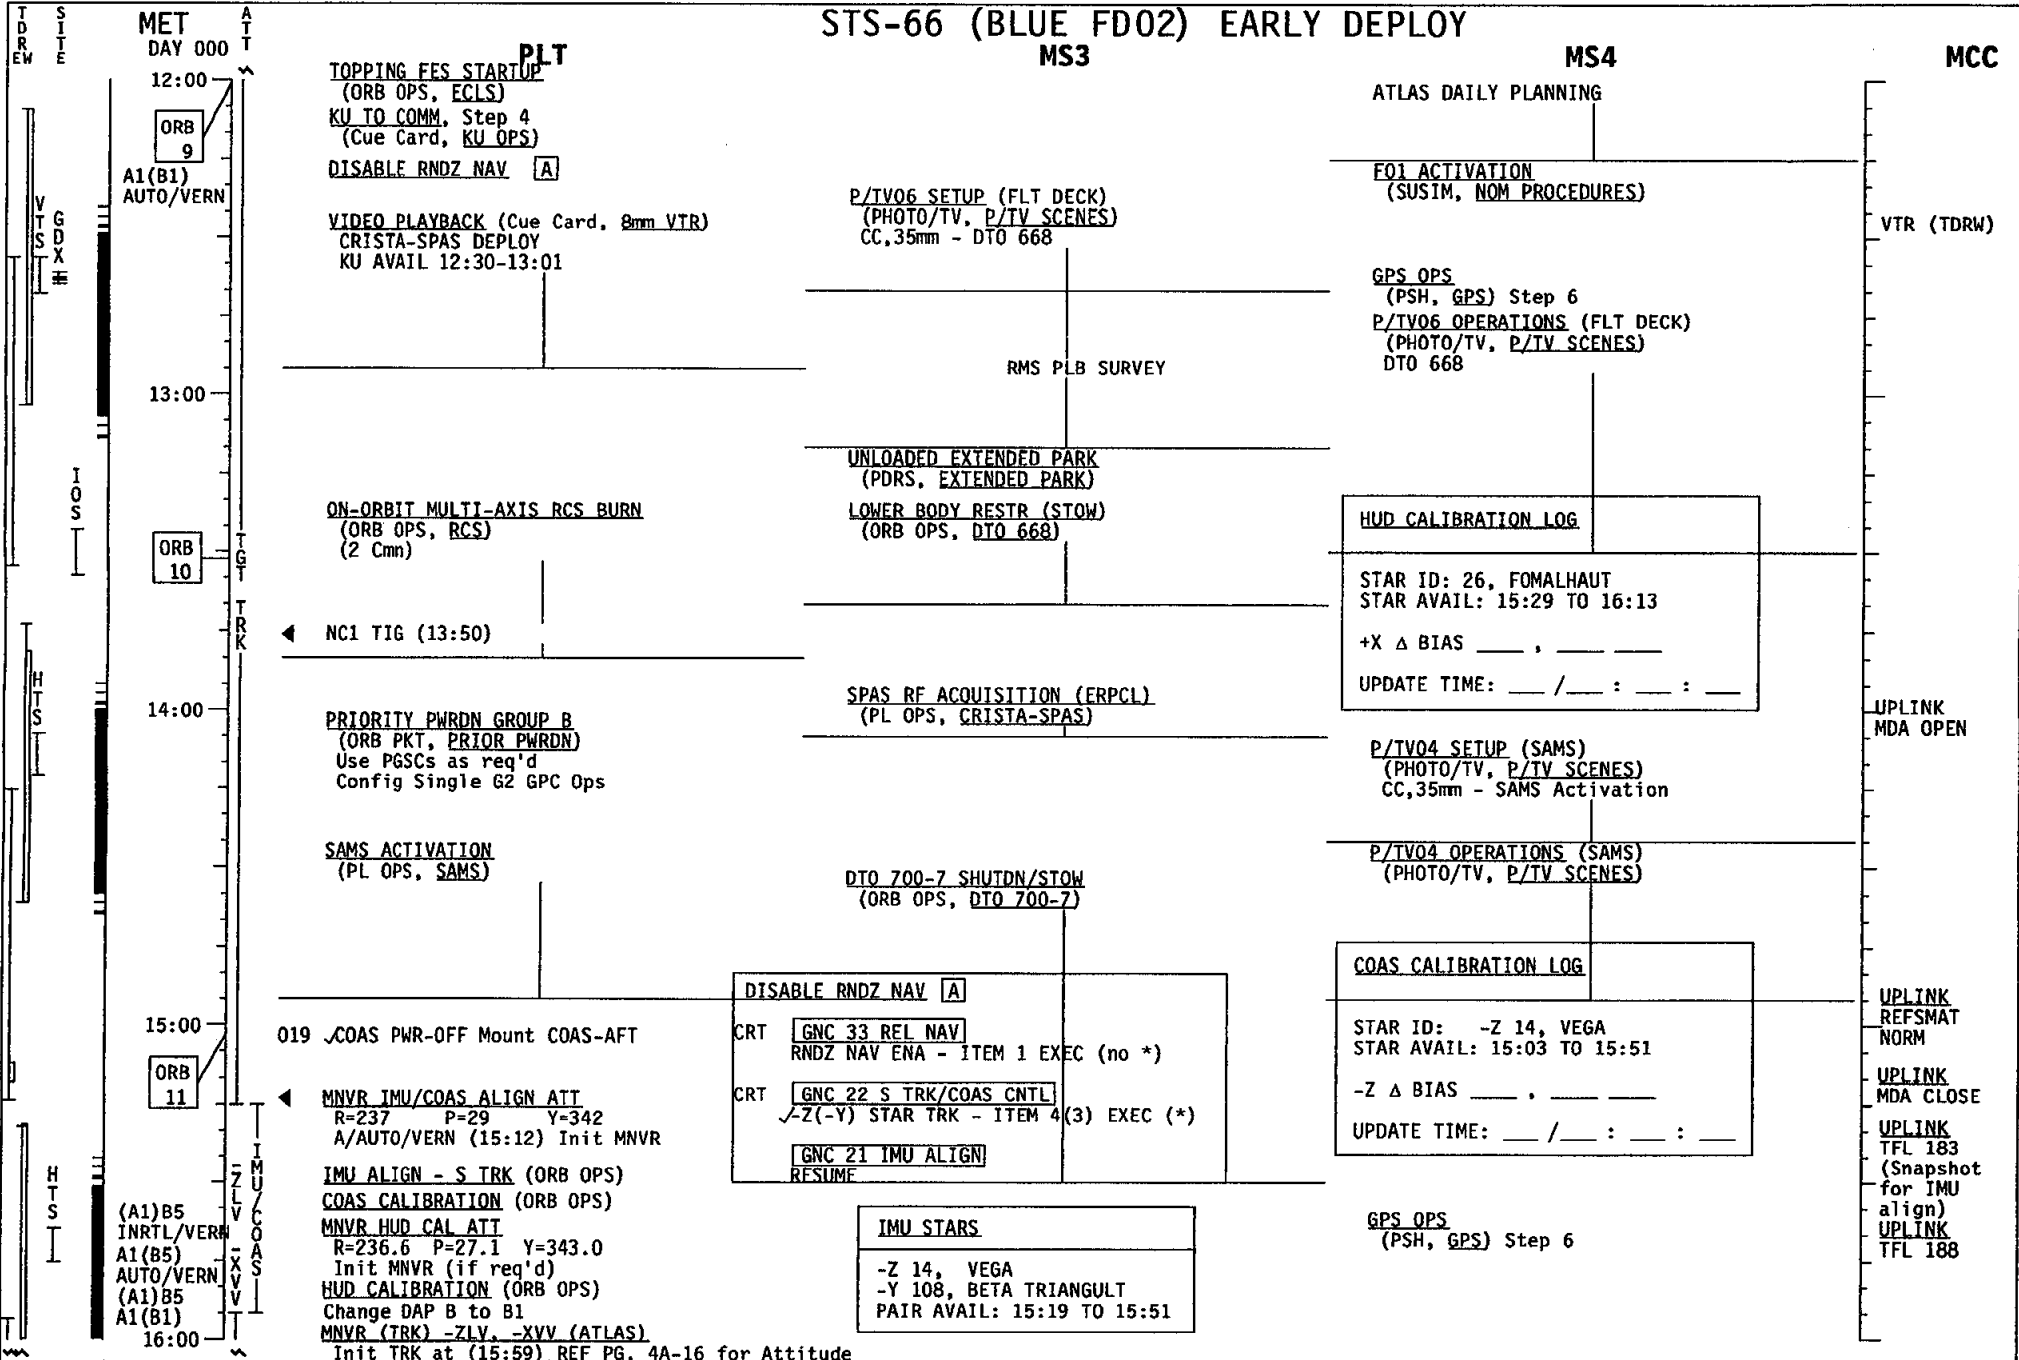 STS-66 (BLUE FD02) EARLY DEPLOY
TDREW
SITE
MET
DAY 000
ATT
PLT
MS3
MS4
MCC
12:00
ORB
9
A1(B1)
AUTO/VERN
VTS
GDX
13:00
IOS
ORB
10
TGT
TRK
HTS
14:00
15:00
ORB
11
HTS
-ZLV
-XVV
IMU/COAS
(A1)B5
INRTL/VERN
A1(B5)
AUTO/VERN
(A1)B5
A1(B1)
16:00
TOPPING FES STARTUP
(ORB OPS, ECLS)
KU TO COMM, Step 4
(Cue Card, KU OPS)
DISABLE RNDZ NAV A
VIDEO PLAYBACK (Cue Card, 8mm VTR)
CRISTA-SPAS DEPLOY
KU AVAIL 12:30-13:01
ON-ORBIT MULTI-AXIS RCS BURN
(ORB OPS, RCS)
(2 Cmn)
◀ NC1 TIG (13:50)
PRIORITY PWRDN GROUP B
(ORB PKT, PRIOR PWRDN)
Use PGSCs as req'd
Config Single G2 GPC Ops
SAMS ACTIVATION
(PL OPS, SAMS)
019 √COAS PWR-OFF Mount COAS-AFT
◀ MNVR IMU/COAS ALIGN ATT
R=237 P=29 Y=342
A/AUTO/VERN (15:12) Init MNVR
IMU ALIGN - S TRK (ORB OPS)
COAS CALIBRATION (ORB OPS)
MNVR HUD CAL ATT
R=236.6 P=27.1 Y=343.0
Init MNVR (if req'd)
HUD CALIBRATION (ORB OPS)
Change DAP B to B1
MNVR (TRK) -ZLV, -XVV (ATLAS)
Init TRK at (15:59) REF PG. 4A-16 for Attitude
P/TV06 SETUP (FLT DECK)
(PHOTO/TV, P/TV SCENES)
CC,35mm - DTO 668
RMS PLB SURVEY
UNLOADED EXTENDED PARK
(PDRS, EXTENDED PARK)
LOWER BODY RESTR (STOW)
(ORB OPS, DTO 668)
SPAS RF ACQUISITION (ERPCL)
(PL OPS, CRISTA-SPAS)
DTO 700-7 SHUTDN/STOW
(ORB OPS, DTO 700-7)
DISABLE RNDZ NAV A
CRT GNC 33 REL NAV
RNDZ NAV ENA - ITEM 1 EXEC (no *)
CRT GNC 22 S TRK/COAS CNTL
√-Z(-Y) STAR TRK - ITEM 4(3) EXEC (*)
GNC 21 IMU ALIGN
RESUME
IMU STARS
-Z 14, VEGA
-Y 108, BETA TRIANGULT
PAIR AVAIL: 15:19 TO 15:51
ATLAS DAILY PLANNING
FO1 ACTIVATION
(SUSIM, NOM PROCEDURES)
GPS OPS
(PSH, GPS) Step 6
P/TV06 OPERATIONS (FLT DECK)
(PHOTO/TV, P/TV SCENES)
DTO 668
HUD CALIBRATION LOG
STAR ID: 26, FOMALHAUT
STAR AVAIL: 15:29 TO 16:13
+X Δ BIAS ___ , ___ ___
UPDATE TIME: ___ /___ : ___ : ___
P/TV04 SETUP (SAMS)
(PHOTO/TV, P/TV SCENES)
CC,35mm - SAMS Activation
P/TV04 OPERATIONS (SAMS)
(PHOTO/TV, P/TV SCENES)
COAS CALIBRATION LOG
STAR ID: -Z 14, VEGA
STAR AVAIL: 15:03 TO 15:51
-Z Δ BIAS ___ , ___ ___
UPDATE TIME: ___ /___ : ___ : ___
GPS OPS
(PSH, GPS) Step 6
VTR (TDRW)
UPLINK
MDA OPEN
UPLINK
REFSMAT
NORM
UPLINK
MDA CLOSE
UPLINK
TFL 183
(Snapshot
for IMU
align)
UPLINK
TFL 188